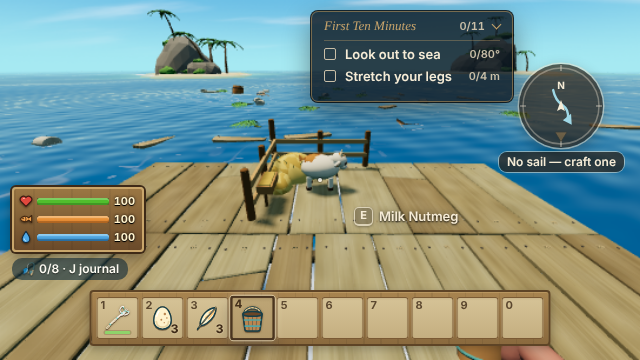 First Ten Minutes 0/11
Look out to sea 0/80°
Stretch your legs 0/4 m
N
No sail — craft one
100
100
100
E Milk Nutmeg
0/8 · J journal
1 2 3 4 5 6 7 8 9 0
3 3